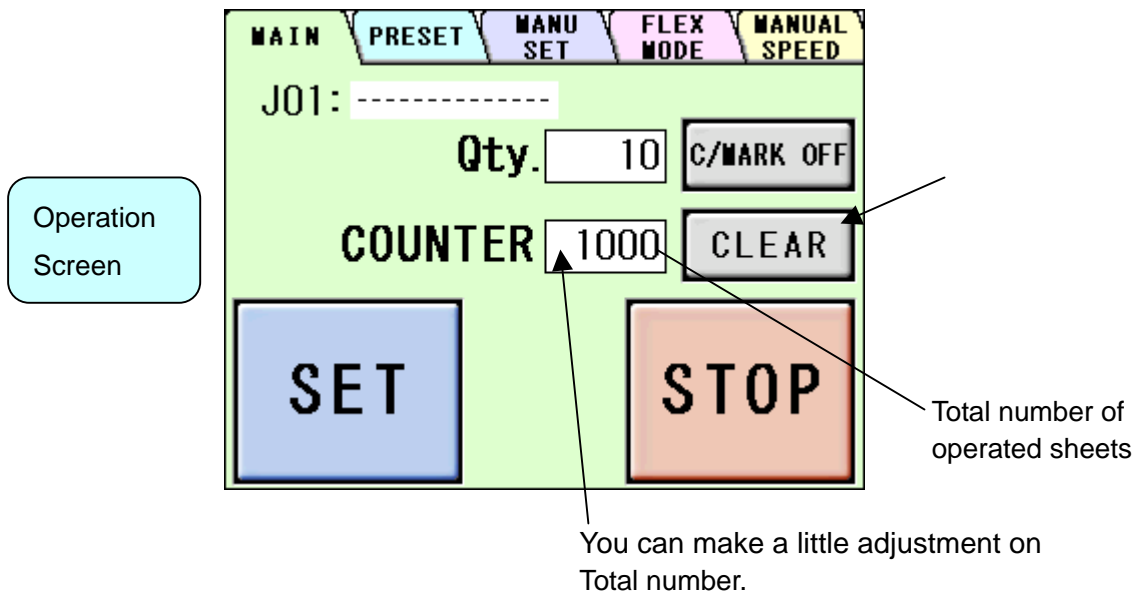 MAIN PRESET MANU SET FLEX MODE MANUAL SPEED
J01: --------------
Qty. 10 C/MARK OFF
Operation
Screen
COUNTER 1000 CLEAR
SET STOP
Total number of
operated sheets
You can make a little adjustment on
Total number.